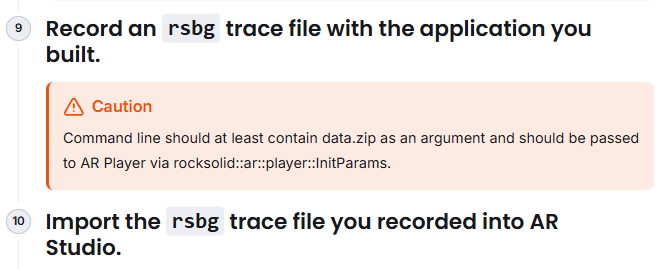 9
Record an rsbg trace file with the application you
built.
Caution
Command line should at least contain data.zip as an argument and should be passed
to AR Player via rocksolid::ar::player::InitParams.
10
Import the rsbg trace file you recorded into AR
Studio.